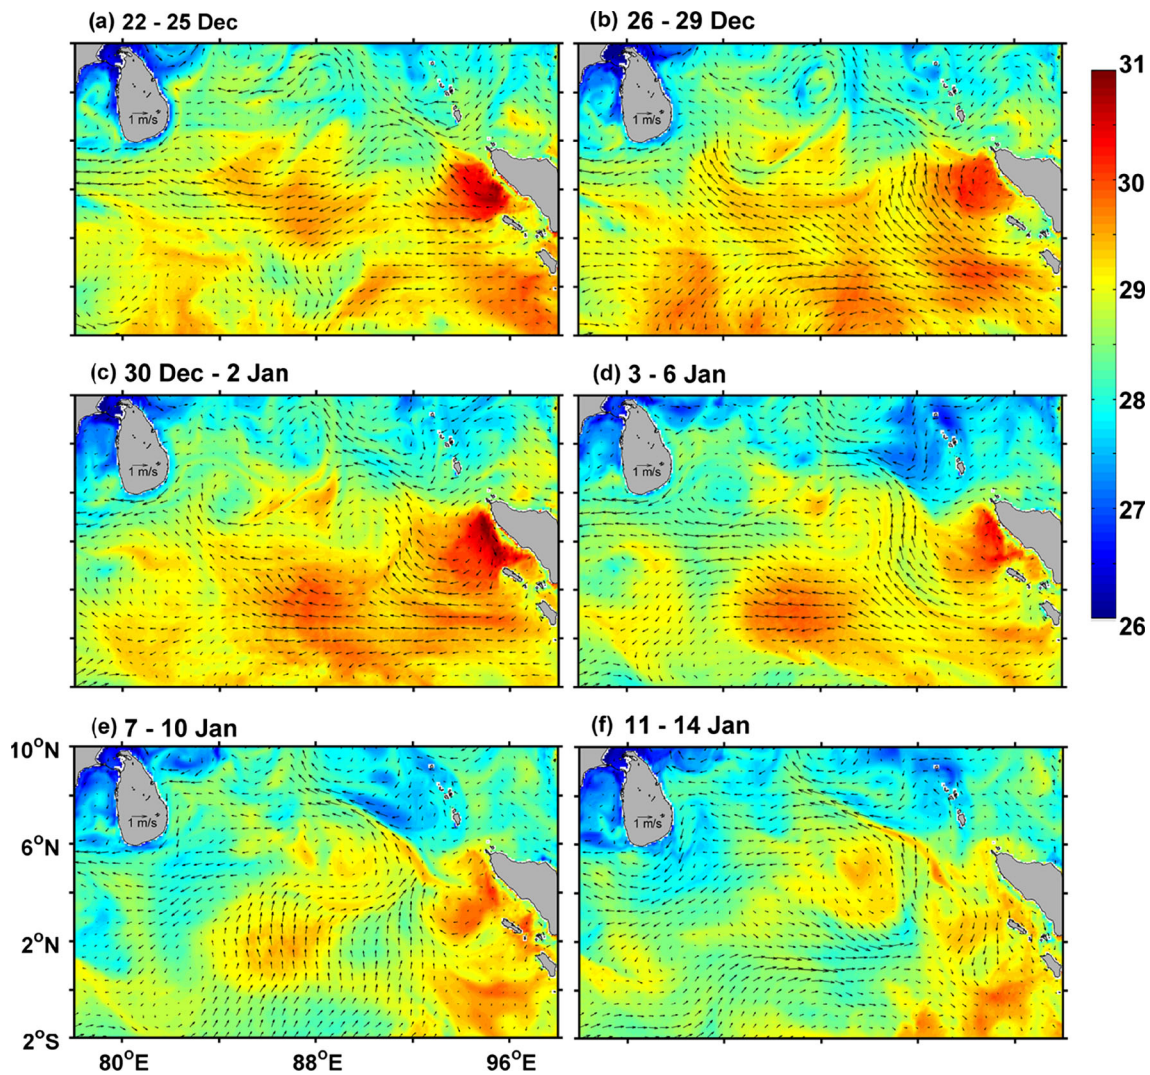 (a) 22 - 25 Dec
(b) 26 - 29 Dec
1 m/s
1 m/s
31
30
29
28
27
26
(c) 30 Dec - 2 Jan
(d) 3 - 6 Jan
1 m/s
1 m/s
(e) 7 - 10 Jan
(f) 11 - 14 Jan
10°N
6°N
2°N
2°S
1 m/s
1 m/s
80°E
88°E
96°E